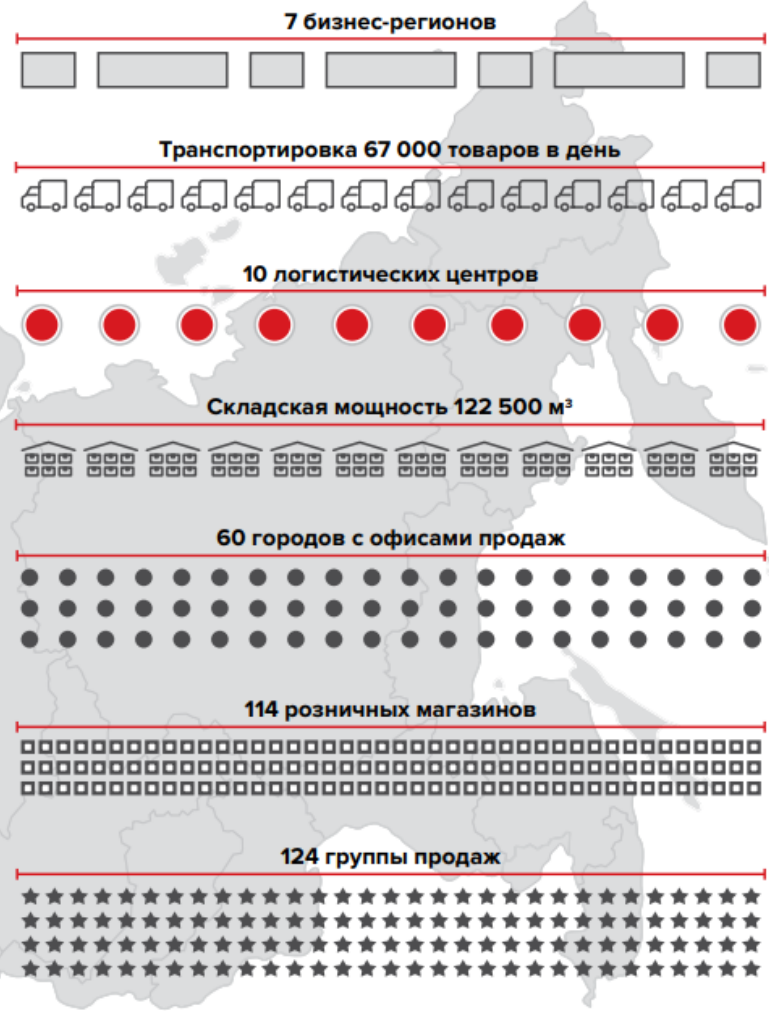 7 бизнес-регионов
Транспортировка 67 000 товаров в день
10 логистических центров
Складская мощность 122 500 м³
60 городов с офисами продаж
114 розничных магазинов
124 группы продаж